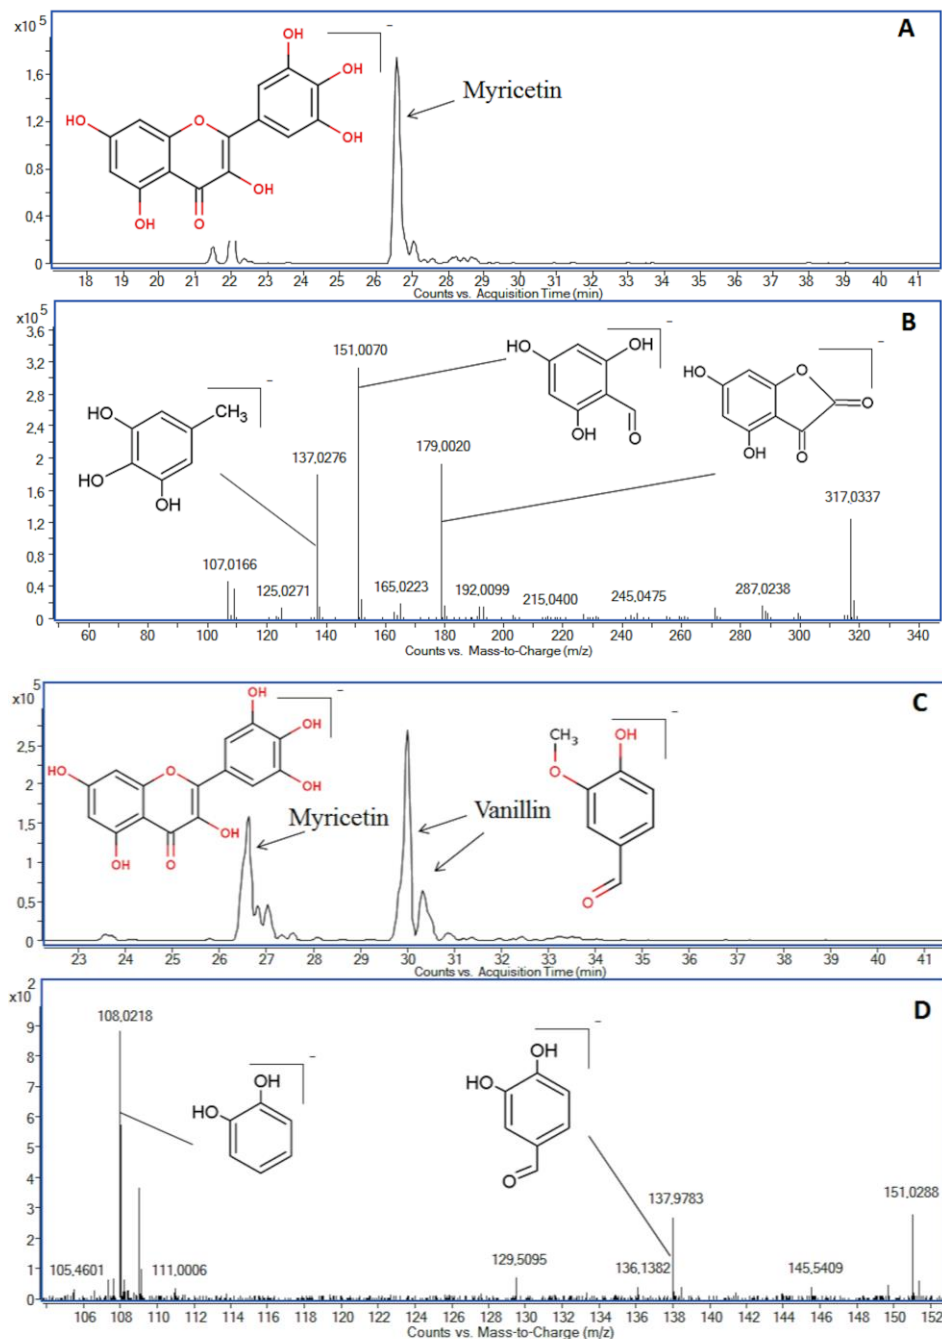 x10 5
A
1,6
1,2
0,8
0,4
0
OH
OH
OH
HO
O
OH
OH
O
Myricetin
18 19 20 21 22 23 24 25 26 27 28 29 30 31 32 33 34 35 36 37 38 39 40 41
Counts vs. Acquisition Time (min)
x10 5
B
3,6
3,2
2,8
2,4
2
1,6
1,2
0,8
0,4
0
151,0070
137,0276
179,0020
317,0337
107,0166
125,0271
165,0223
192,0099
215,0400
245,0475
287,0238
HO
CH3
HO
OH
HO
OH
OH
O
HO
O
O
OH
O
60 80 100 120 140 160 180 200 220 240 260 280 300 320 340
Counts vs. Mass-to-Charge (m/z)
5
x10
C
2,5
2
1,5
1
0,5
0
OH
OH
HO
O
OH
OH
OH
O
Myricetin
Vanillin
CH3
OH
O
O
23 24 25 26 27 28 29 30 31 32 33 34 35 36 37 38 39 40 41
Counts vs. Acquisition Time (min)
x10 2
D
9
8
7
6
5
4
3
2
1
0
108,0218
OH
HO
OH
HO
O
137,9783
151,0288
105,4601
111,0006
129,5095
136,1382
145,5409
106 108 110 112 114 116 118 120 122 124 126 128 130 132 134 136 138 140 142 144 146 148 150 152
Counts vs. Mass-to-Charge (m/z)